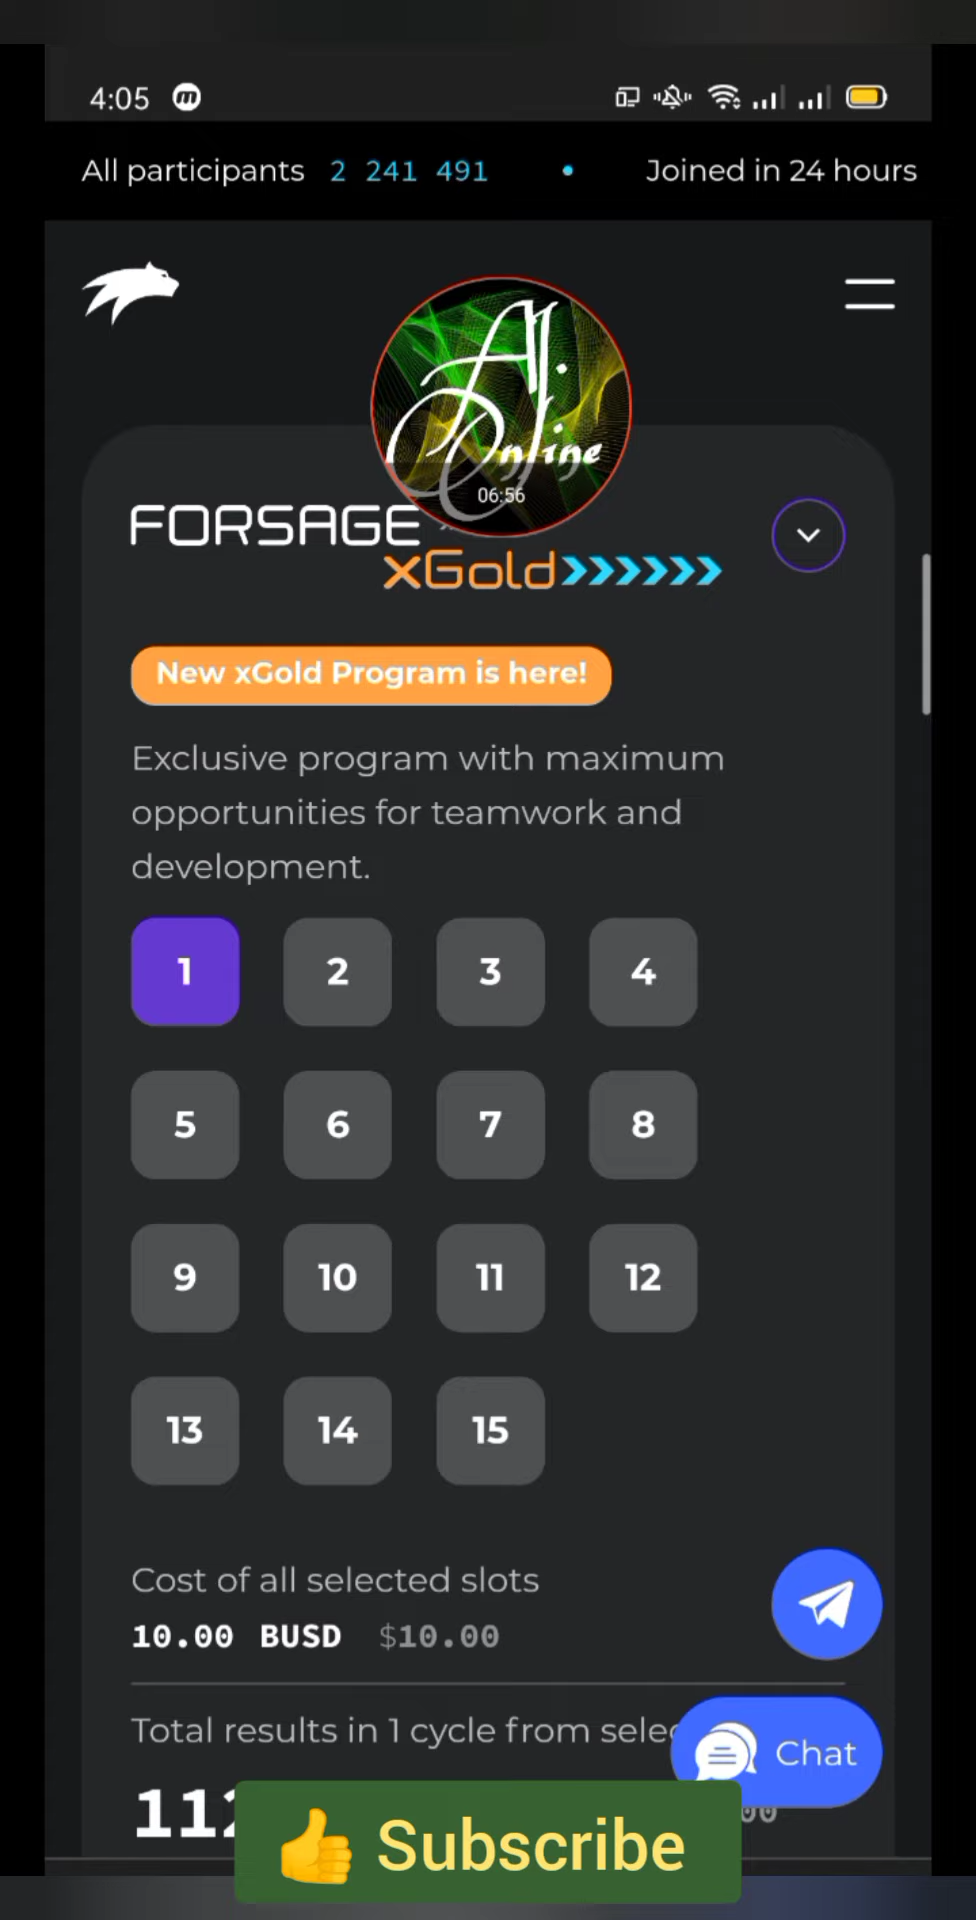 4:05
All participants 2 241 491 • Joined in 24 hours
Ali
Online
06:56
FORSAGE
xGold
New xGold Program is here!
Exclusive program with maximum
opportunities for teamwork and
development.
1 2 3 4
5 6 7 8
9 10 11 12
13 14 15
Cost of all selected slots
10.00 BUSD $10.00
Total results in 1 cycle from
Chat
👍 Subscribe